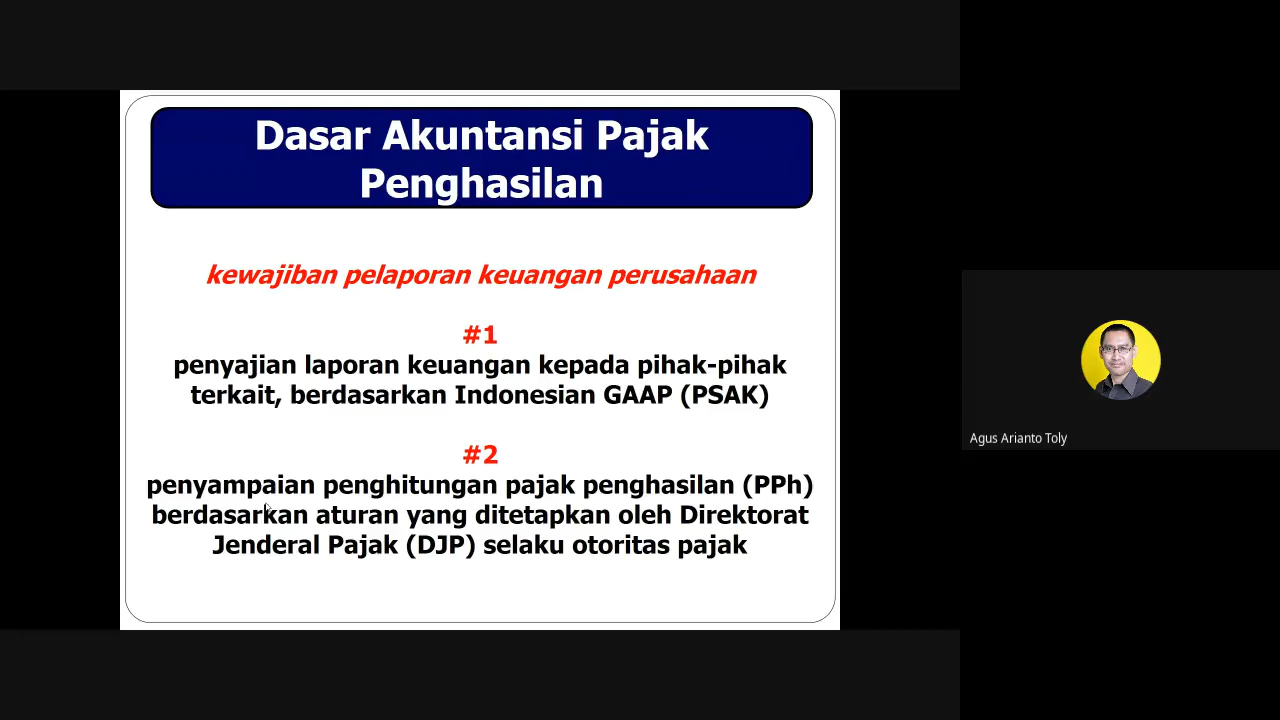 Dasar Akuntansi Pajak
Penghasilan
kewajiban pelaporan keuangan perusahaan
#1
penyajian laporan keuangan kepada pihak-pihak
terkait, berdasarkan Indonesian GAAP (PSAK)
#2
penyampaian penghitungan pajak penghasilan (PPh)
berdasarkan aturan yang ditetapkan oleh Direktorat
Jenderal Pajak (DJP) selaku otoritas pajak
Agus Arianto Toly